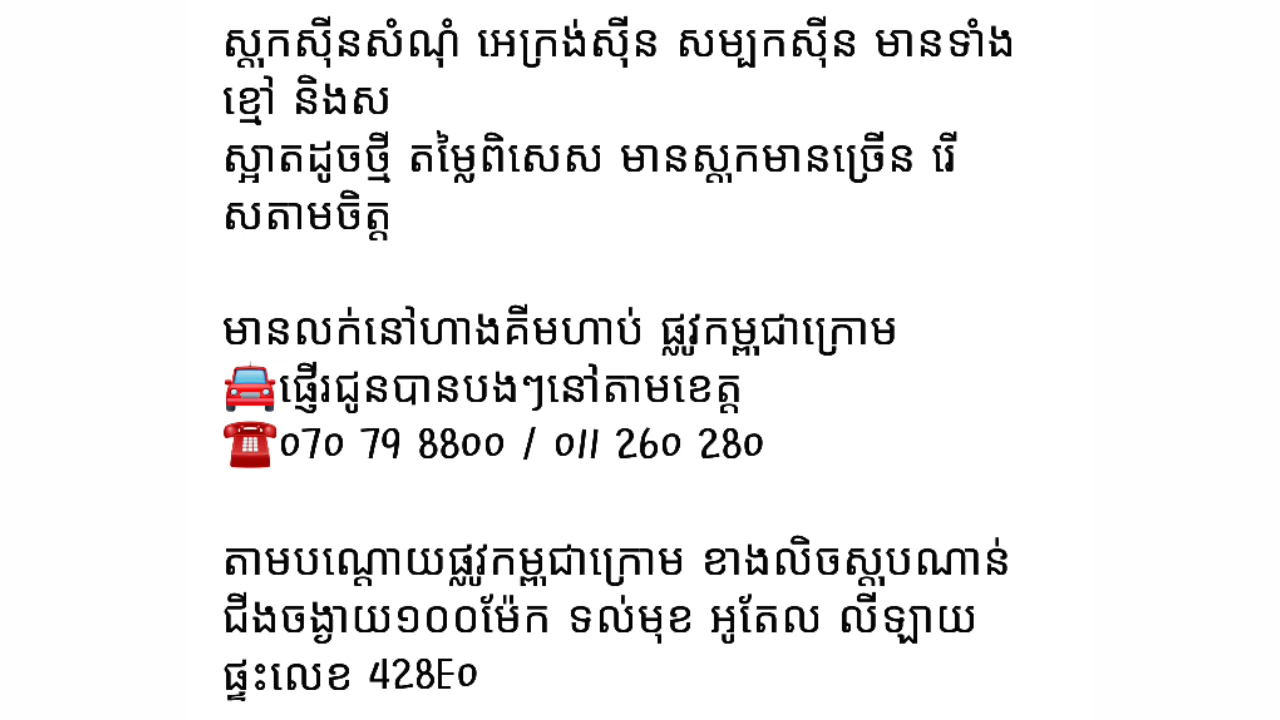 ស្តុកស៊ីនសំណុំ អេក្រង់ស៊ីន សម្បកស៊ីន មានទាំង
ខ្មៅ និងស
ស្អាតដូចថ្មី តម្លៃពិសេស មានស្តុកមានច្រើន រើ
សតាមចិត្ត
មានលក់នៅហាងគីមហាប់ ផ្លូវកម្ពុជាក្រោម
🚘ផ្ញើរជូនបានបងៗនៅតាមខេត្ត
☎️070 79 8800 / 011 260 280
តាមបណ្តោយផ្លូវកម្ពុជាក្រោម ខាងលិចស្តុបណាន់
ជីងចង្ងាយ១០០ម៉ែក ទល់មុខ អូតែល លីឡាយ
ផ្ទះលេខ 428E0